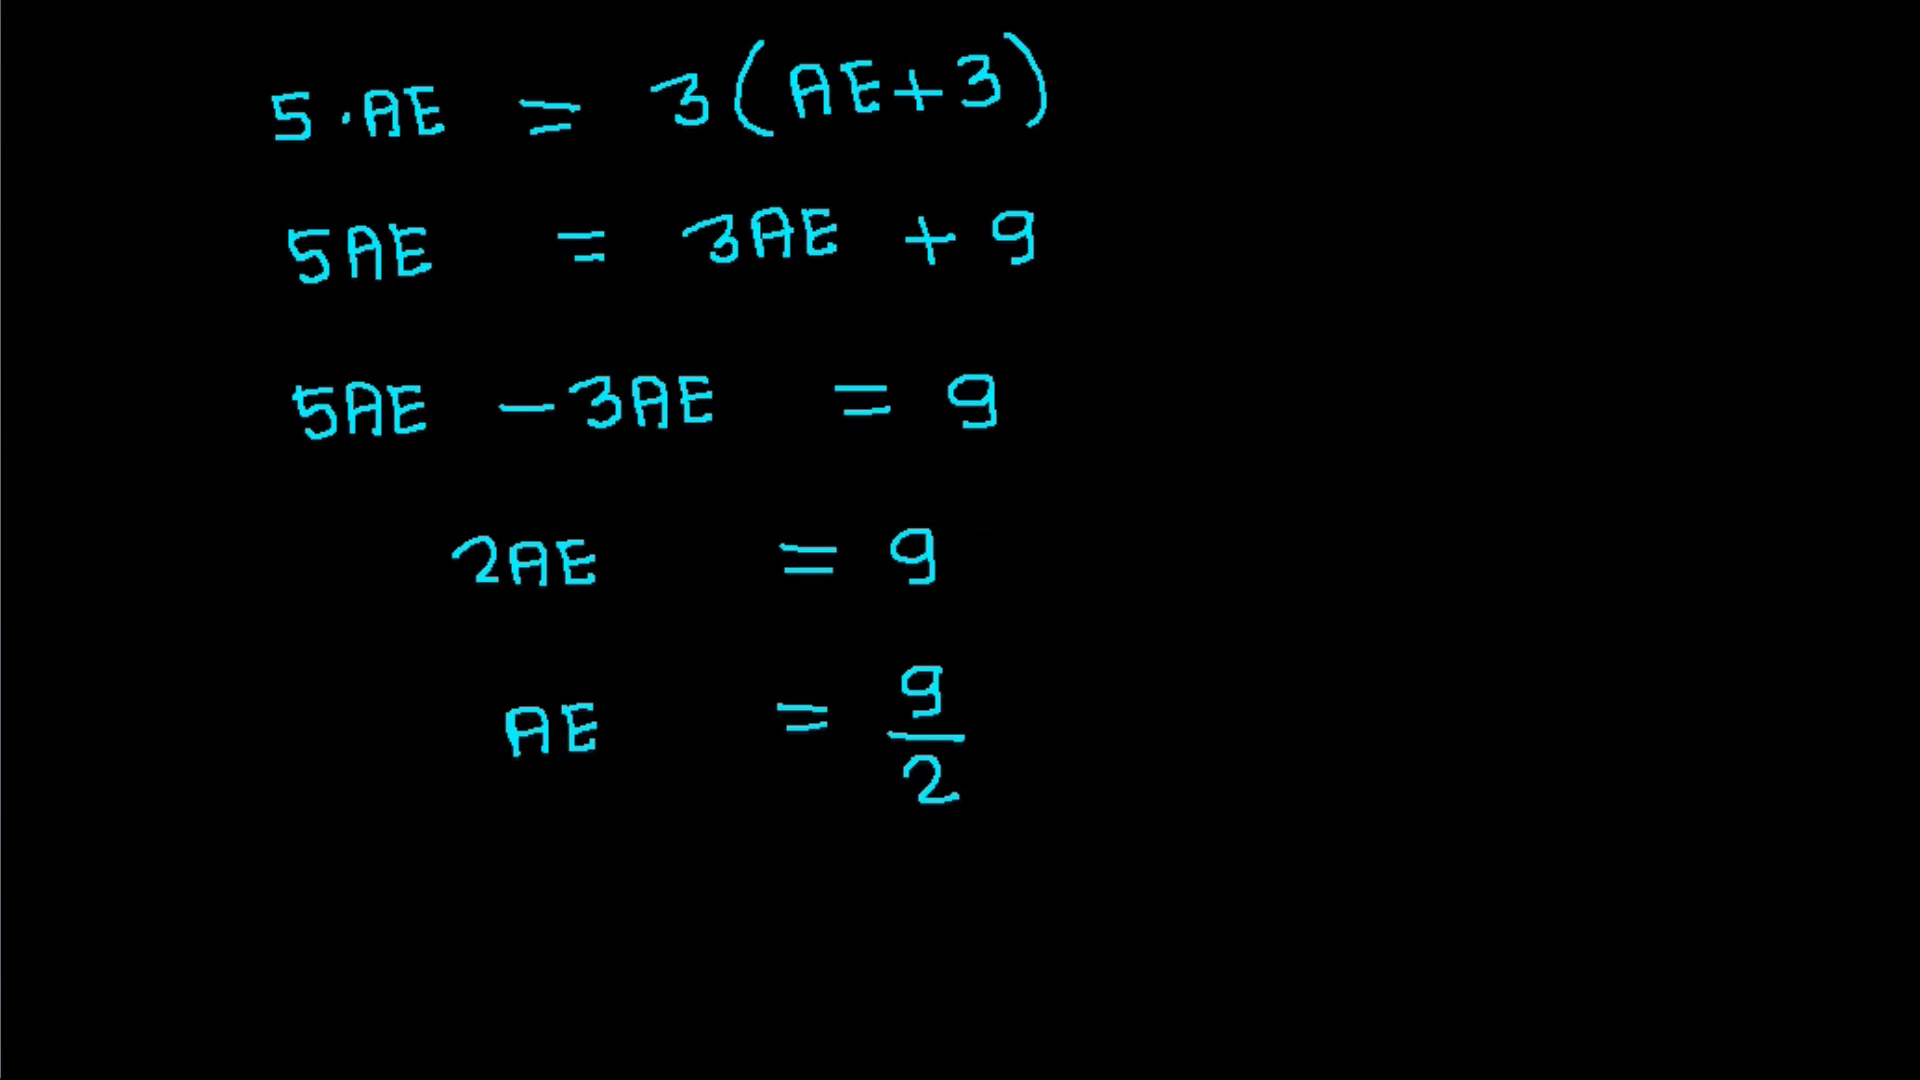 5·AE = 3(AE+3)
5AE = 3AE + 9
5AE - 3AE = 9
2AE = 9
AE = 9/2